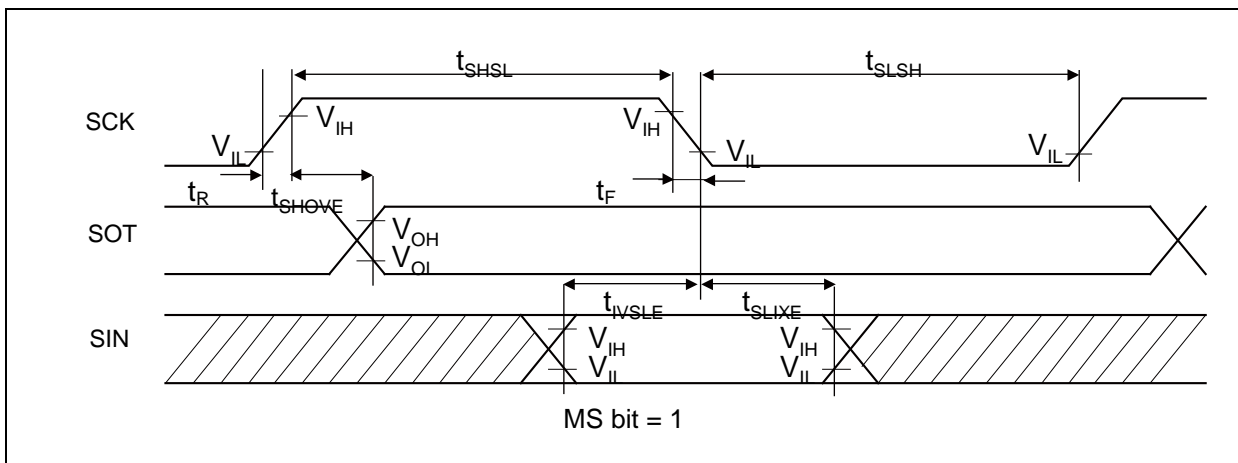 tSHSL
tSLSH
SCK
VIH
VIH
VIL
VIL
VIL
tR
tSHOVE
tF
SOT
VOH
VOL
tIVSLE
tSLIXE
SIN
VIH
VIH
VIL
VIL
MS bit = 1